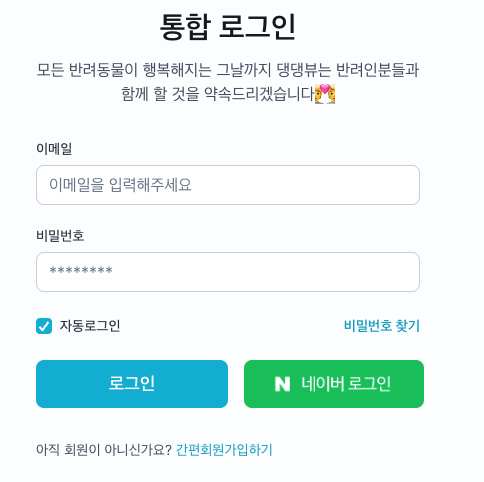 통합 로그인
모든 반려동물이 행복해지는 그날까지 댕댕뷰는 반려인분들과
함께 할 것을 약속드리겠습니다👩‍❤️‍👨
이메일
이메일을 입력해주세요
비밀번호
********
자동로그인 비밀번호 찾기
로그인 N 네이버 로그인
아직 회원이 아니신가요? 간편회원가입하기